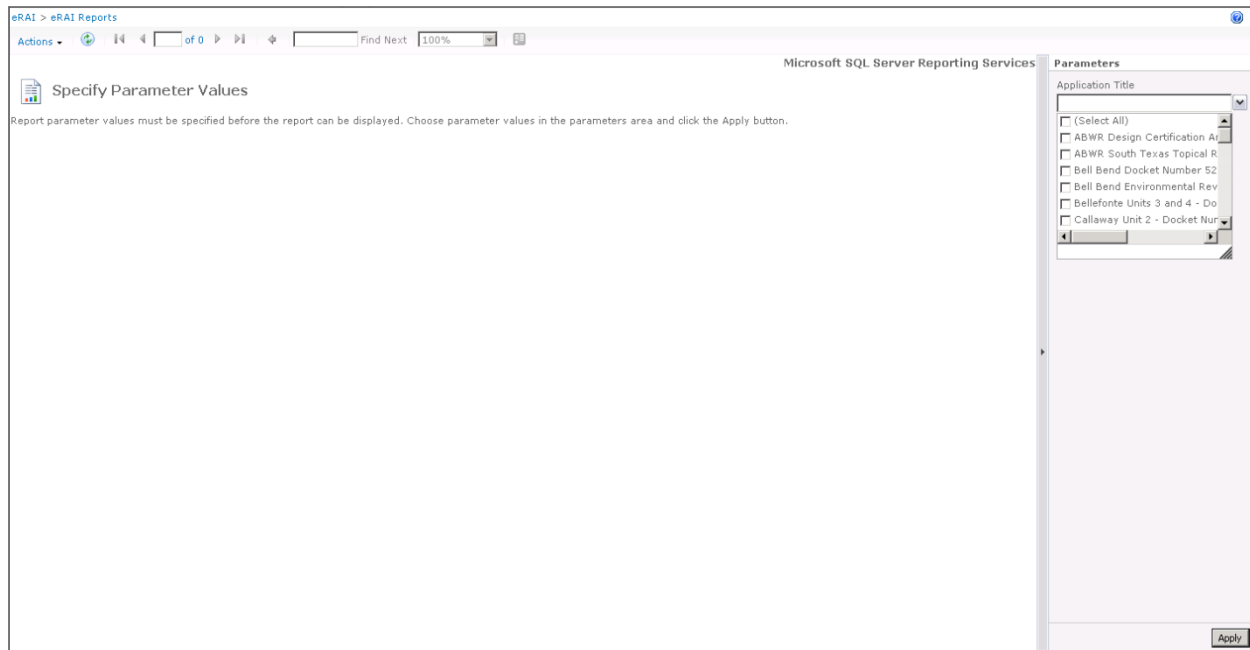 eRAI > eRAI Reports
Actions of 0 Find Next 100%
Microsoft SQL Server Reporting Services
Specify Parameter Values
Report parameter values must be specified before the report can be displayed. Choose parameter values in the parameters area and click the Apply button.
Parameters
Application Title
(Select All)
ABWR Design Certification Ar
ABWR South Texas Topical R
Bell Bend Docket Number 52
Bell Bend Environmental Rev
Bellefonte Units 3 and 4 - Do
Callaway Unit 2 - Docket Nur
Apply